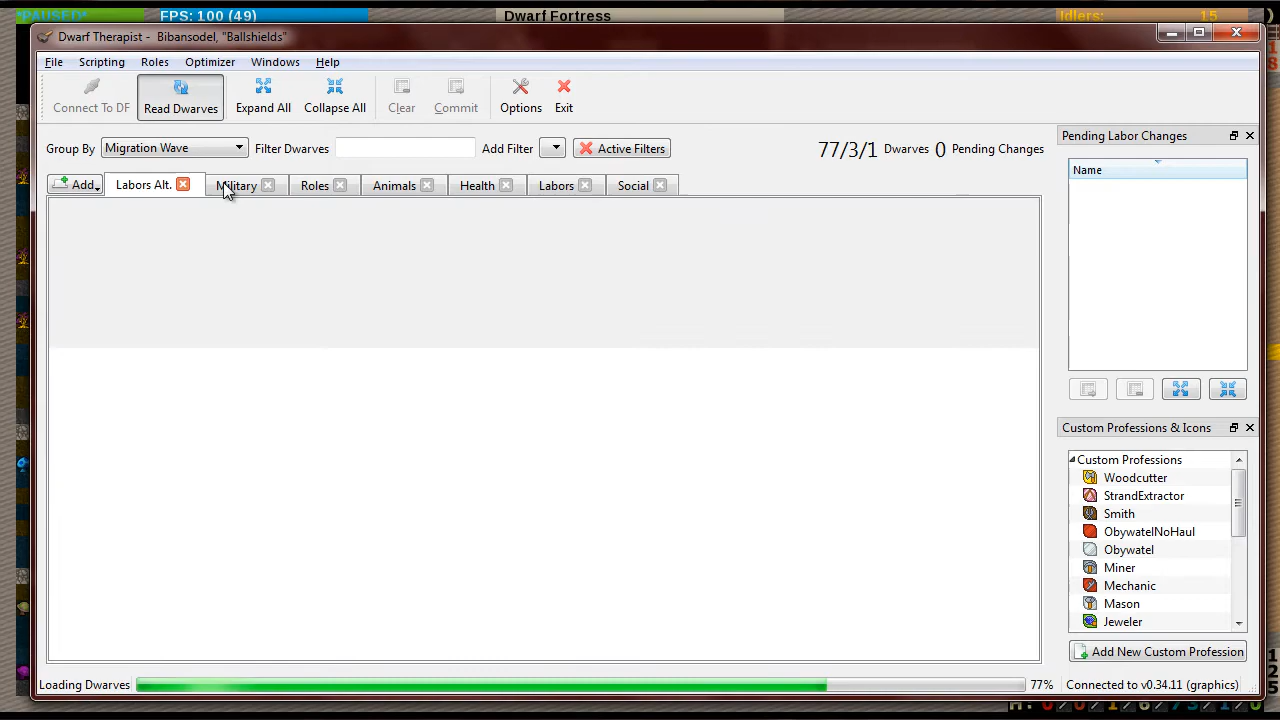 *PAUSED*
FPS: 100 (49)
Dwarf Fortress
Idlers: 15
Dwarf Therapist - Bibansodel, "Ballshields"
File Scripting Roles Optimizer Windows Help
Connect To DF Read Dwarves Expand All Collapse All Clear Commit Options Exit
Group By Migration Wave Filter Dwarves Add Filter Active Filters 77/3/1 Dwarves 0 Pending Changes
Add... Labors Alt. Military Roles Animals Health Labors Social
Pending Labor Changes
Name
Custom Professions & Icons
Custom Professions
Woodcutter
StrandExtractor
Smith
ObywatelNoHaul
Obywatel
Miner
Mechanic
Mason
Jeweler
Add New Custom Profession
Loading Dwarves 77% Connected to v0.34.11 (graphics)